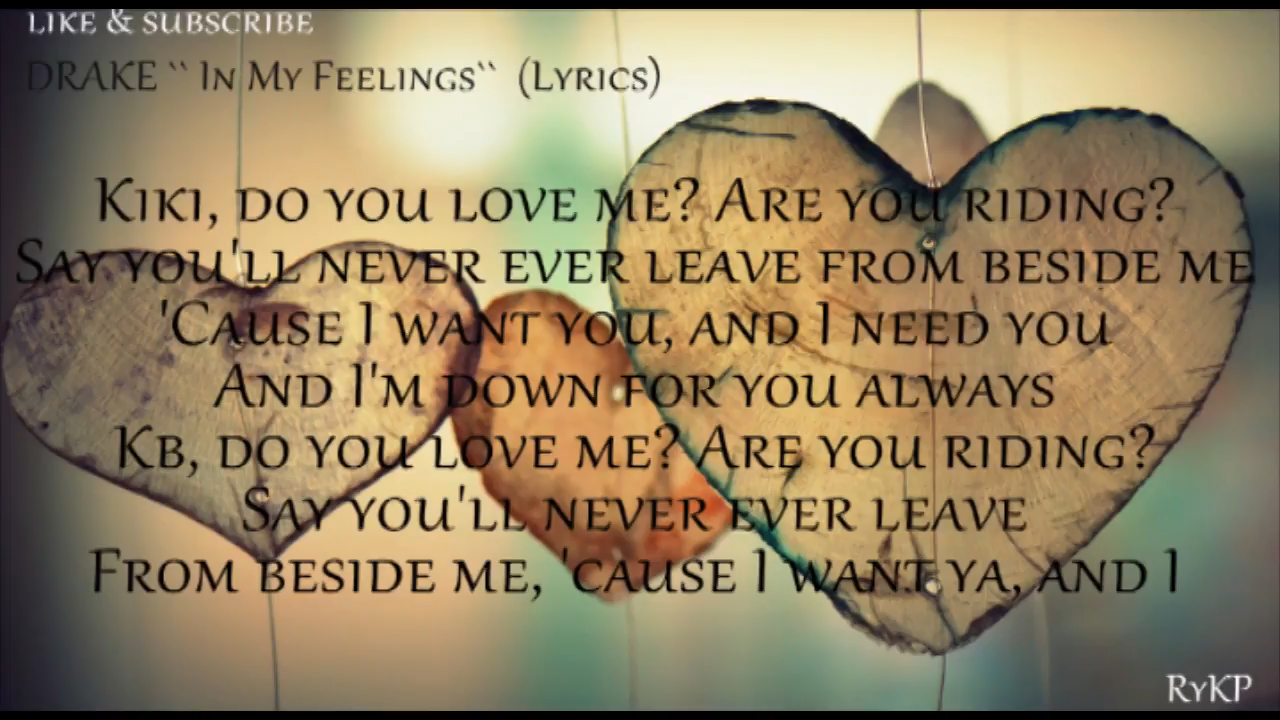 LIKE & SUBSCRIBE
DRAKE `` IN MY FEELINGS`` (LYRICS)
KIKI, DO YOU LOVE ME? ARE YOU RIDING?
SAY YOU'LL NEVER EVER LEAVE FROM BESIDE ME
'CAUSE I WANT YOU, AND I NEED YOU
AND I'M DOWN FOR YOU ALWAYS
KB, DO YOU LOVE ME? ARE YOU RIDING?
SAY YOU'LL NEVER EVER LEAVE
FROM BESIDE ME, 'CAUSE I WANT YA, AND I
RYKP